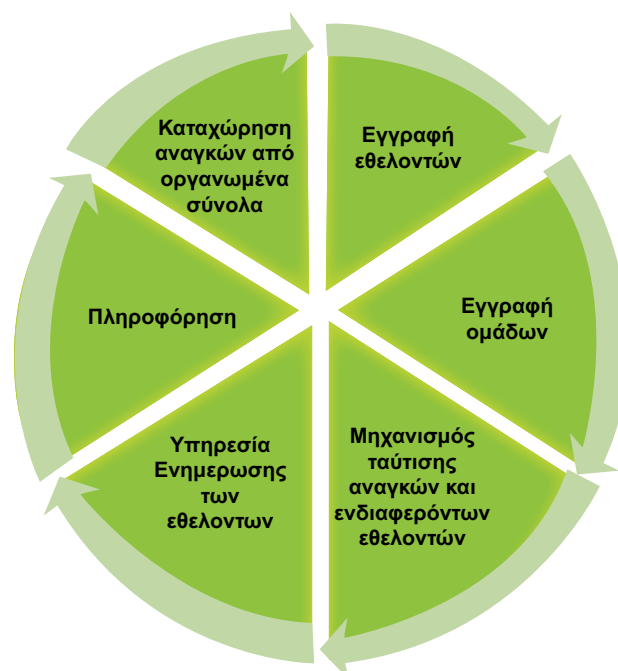 Καταχώρηση
αναγκών από
οργανωμένα
σύνολα
Εγγραφή
εθελοντών
Εγγραφή
ομάδων
Μηχανισμός
ταύτισης
αναγκών και
ενδιαφερόντων
εθελοντών
Υπηρεσία
Ενημερωσης
των
εθελοντων
Πληροφόρηση